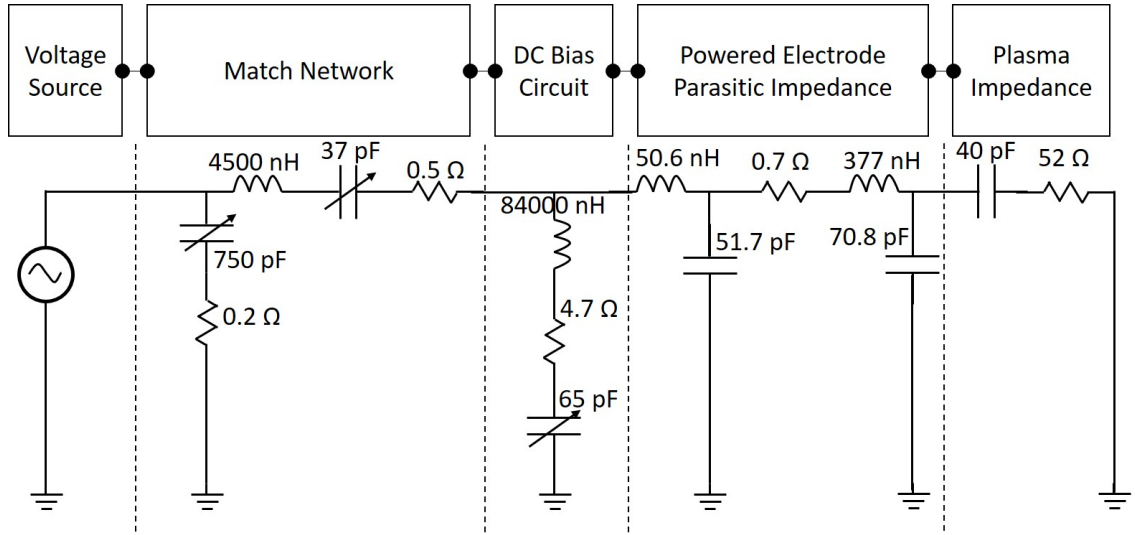 Voltage
Source
Match Network
DC Bias
Circuit
Powered Electrode
Parasitic Impedance
Plasma
Impedance
4500 nH
37 pF
0.5 Ω
50.6 nH
0.7 Ω
377 nH
40 pF
52 Ω
84000 nH
750 pF
51.7 pF
70.8 pF
0.2 Ω
4.7 Ω
65 pF